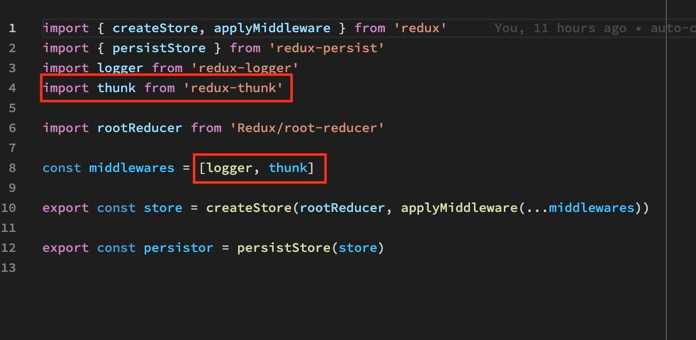 1 import { createStore, applyMiddleware } from 'redux' You, 11 hours ago • auto-c
2 import { persistStore } from 'redux-persist'
3 import logger from 'redux-logger'
4 import thunk from 'redux-thunk'
5
6 import rootReducer from 'Redux/root-reducer'
7
8 const middlewares = [logger, thunk]
9
10 export const store = createStore(rootReducer, applyMiddleware(...middlewares))
11
12 export const persistor = persistStore(store)
13